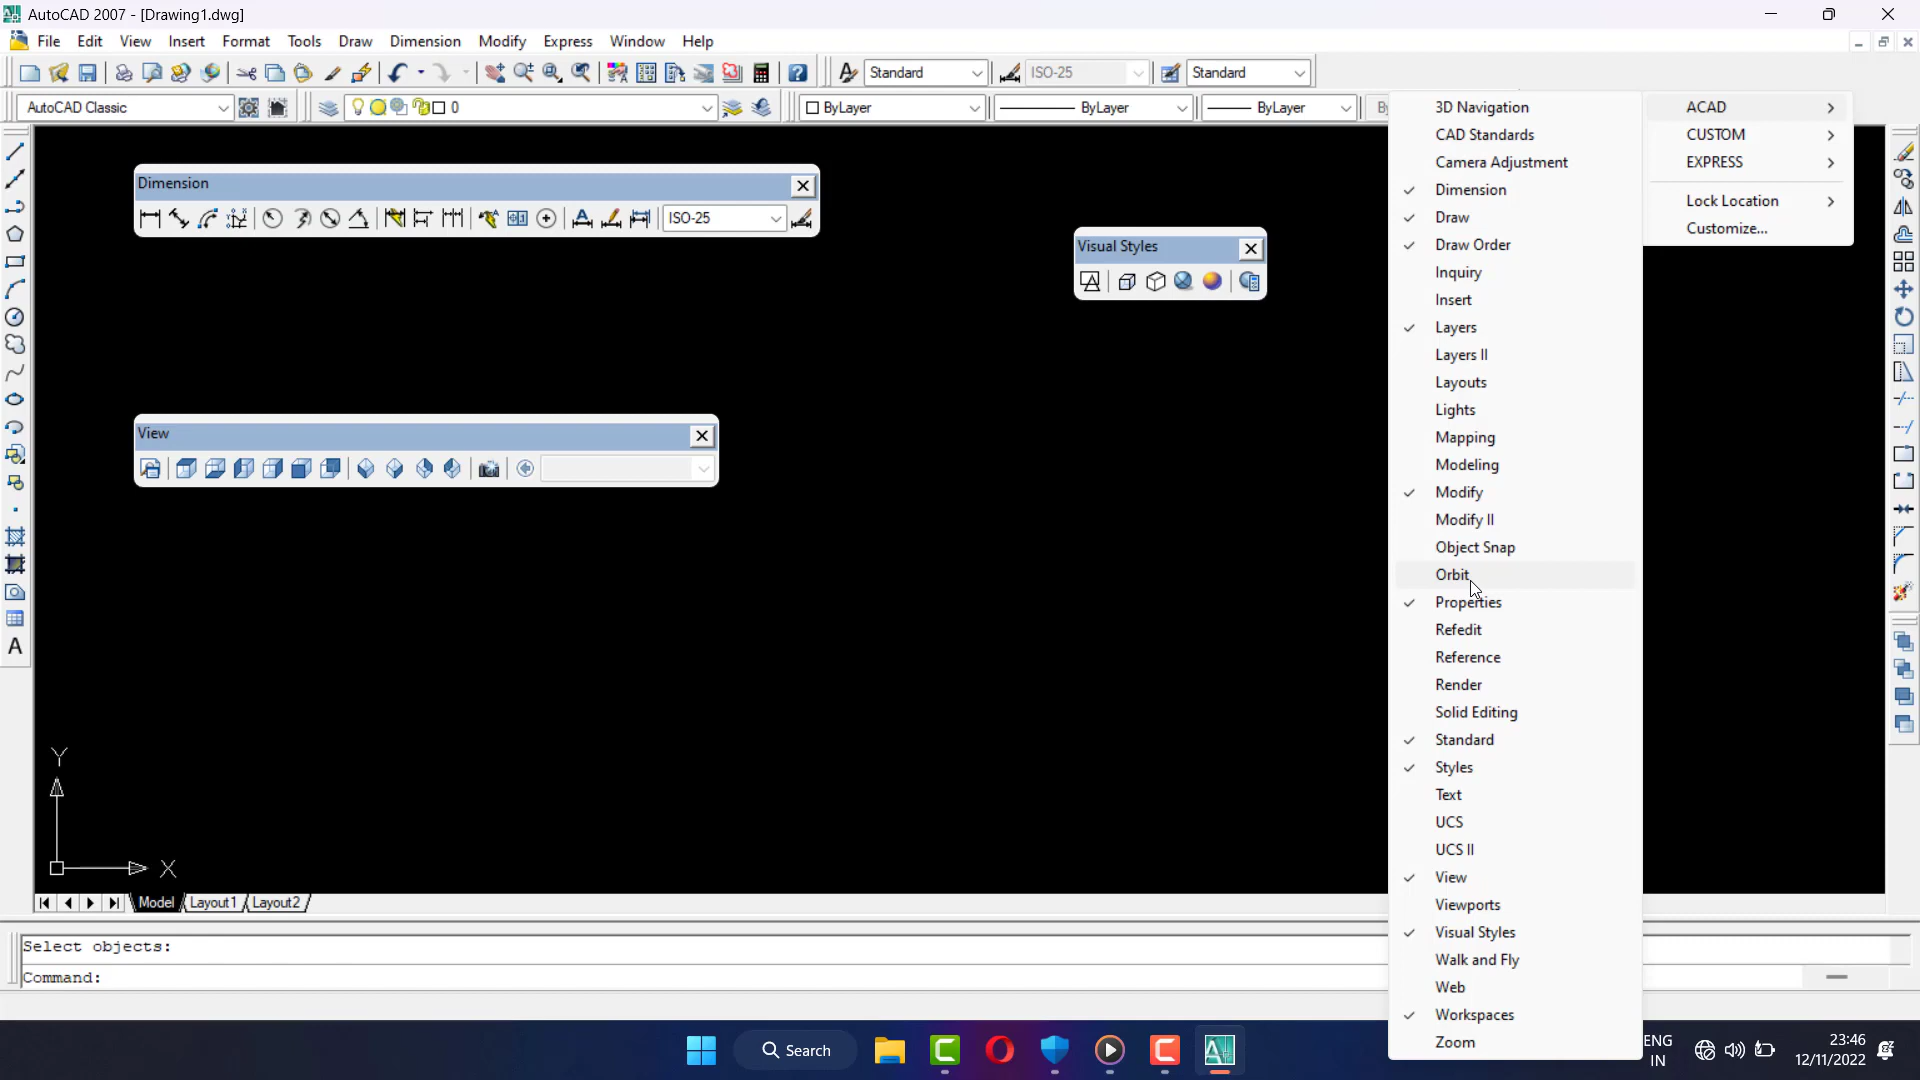 AutoCAD 2007 - [Drawing1.dwg]
File Edit View Insert Format Tools Draw Dimension Modify Express Window Help
Standard ISO-25 Standard
AutoCAD Classic 0 ByLayer ByLayer ByLayer By
Dimension
ISO-25
Visual Styles
View
3D Navigation
CAD Standards
Camera Adjustment
Dimension
Draw
Draw Order
Inquiry
Insert
Layers
Layers II
Layouts
Lights
Mapping
Modeling
Modify
Modify II
Object Snap
Orbit
Properties
Refedit
Reference
Render
Solid Editing
Standard
Styles
Text
UCS
UCS II
View
Viewports
Visual Styles
Walk and Fly
Web
Workspaces
Zoom
ACAD
CUSTOM
EXPRESS
Lock Location
Customize...
A
Y
X
Model Layout1 Layout2
Select objects:
Command:
Search
ENG
IN
23:46
12/11/2022